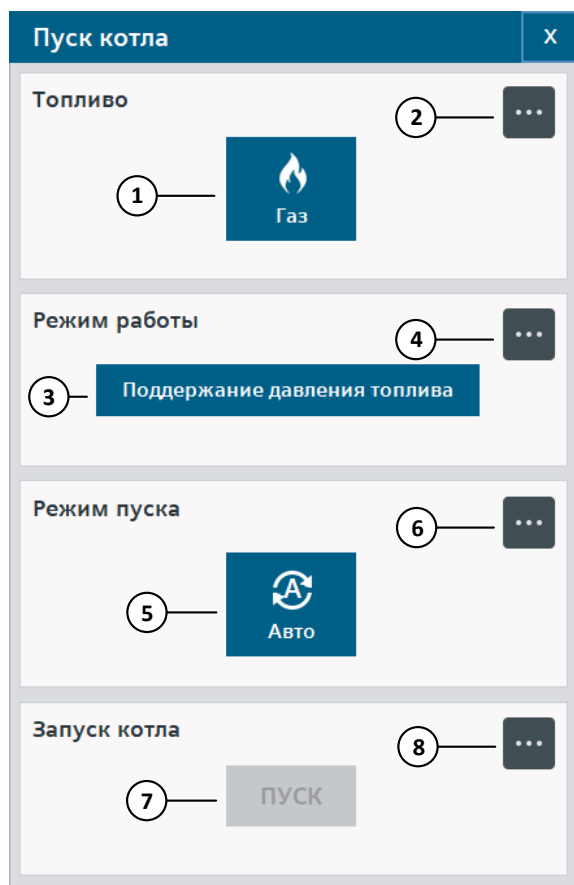 Пуск котла
X
Топливо
2
...
1
Газ
Режим работы
4
...
3
Поддержание давления топлива
Режим пуска
6
...
5
A
Авто
Запуск котла
8
...
7
ПУСК